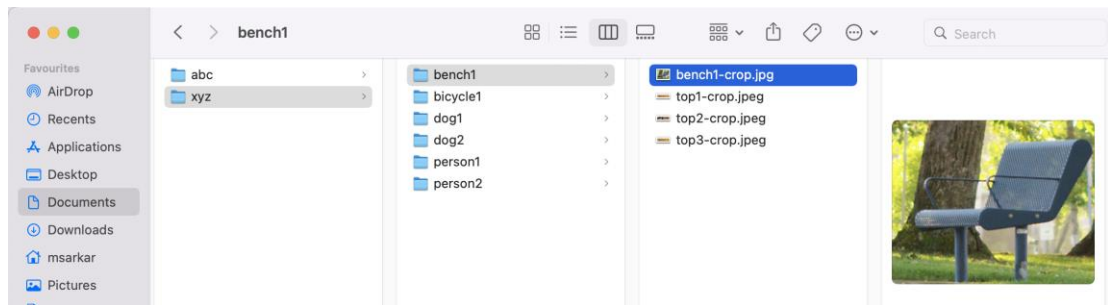 bench1
Search
Favourites
AirDrop
Recents
Applications
Desktop
Documents
Downloads
msarkar
Pictures
abc
xyz
bench1
bicycle1
dog1
dog2
person1
person2
bench1-crop.jpg
top1-crop.jpeg
top2-crop.jpeg
top3-crop.jpeg